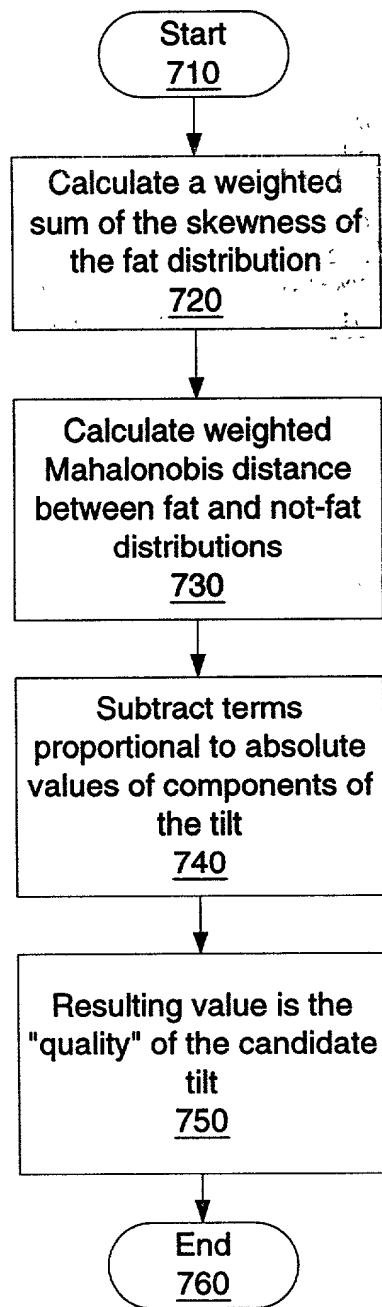 Start
710
Calculate a weighted
sum of the skewness of
the fat distribution
720
Calculate weighted
Mahalonobis distance
between fat and not-fat
distributions
730
Subtract terms
proportional to absolute
values of components of
the tilt
740
Resulting value is the
"quality" of the candidate
tilt
750
End
760